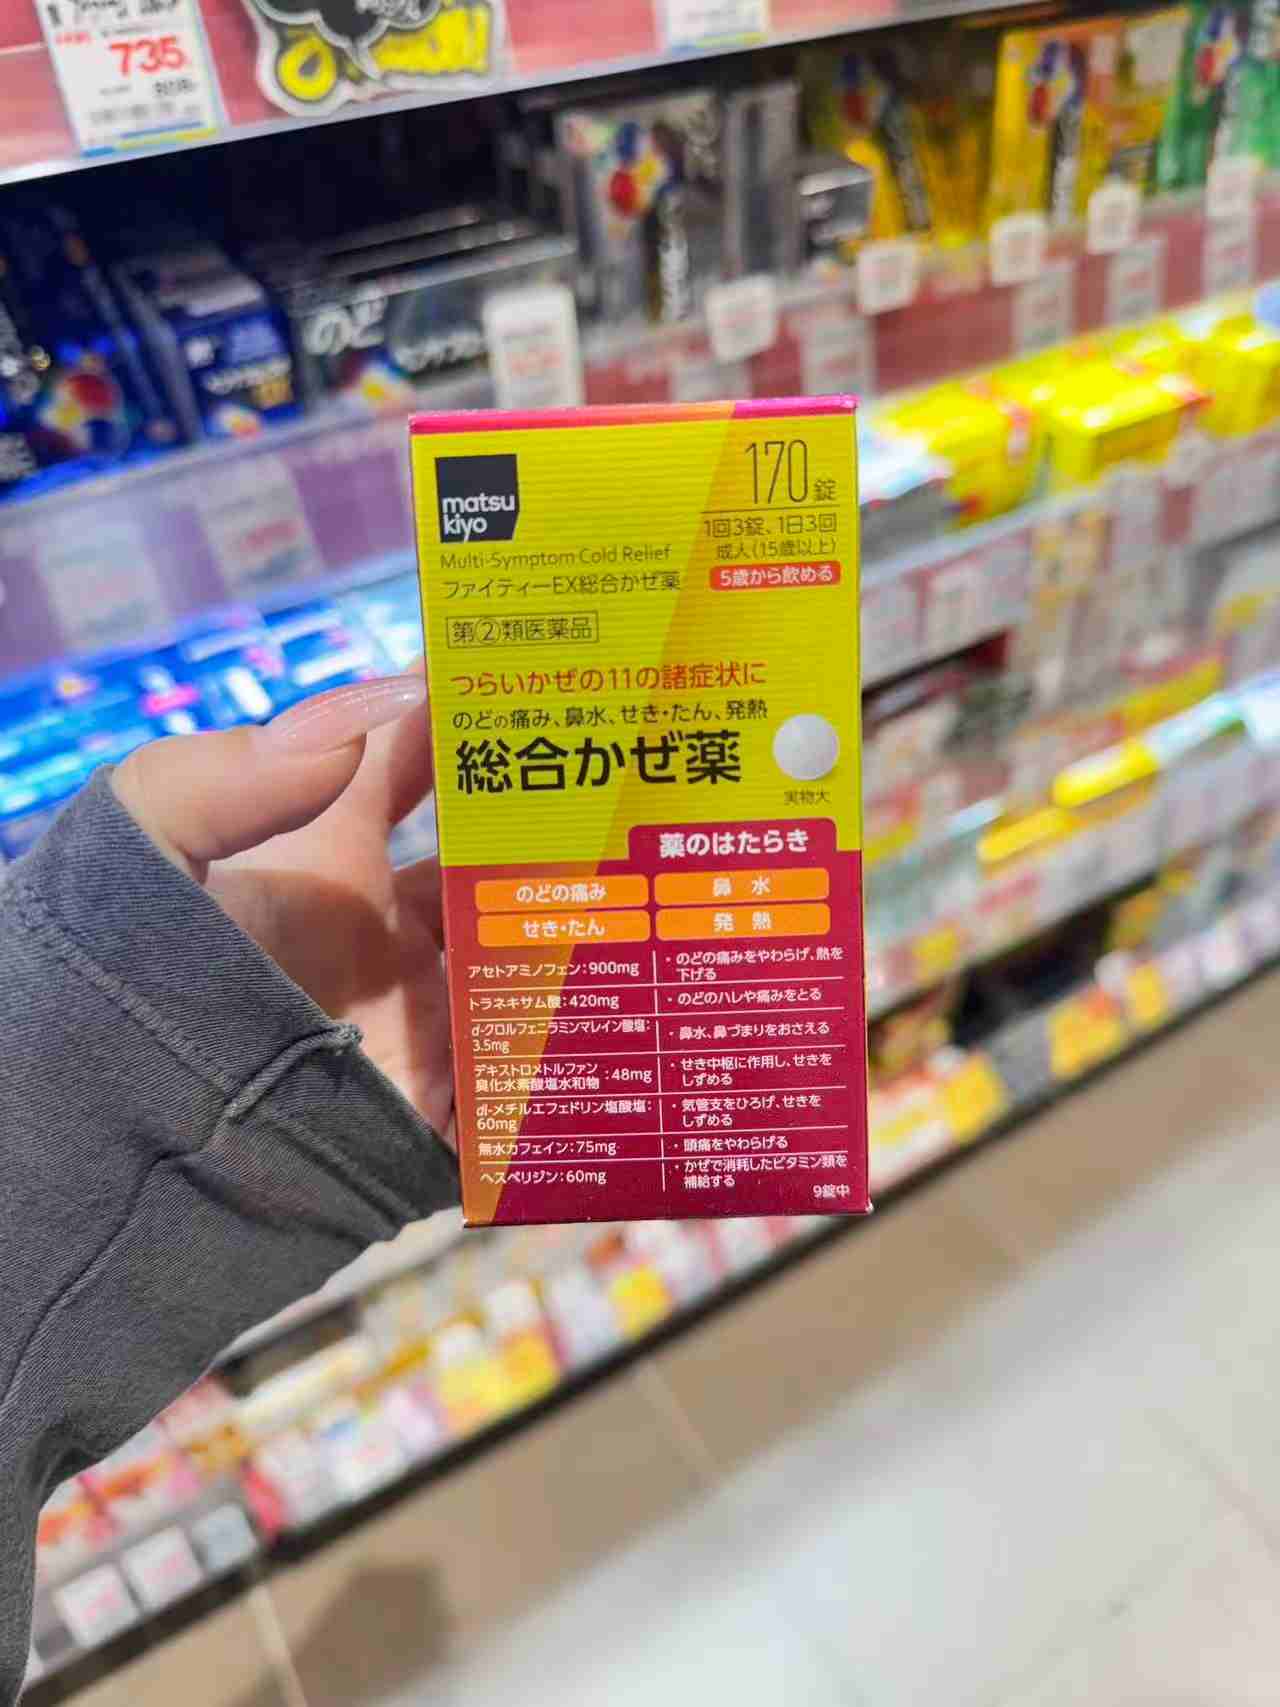 735
のど
matsu
kiyo
170錠
1回3錠、1日3回
成人(15歳以上)
5歳から飲める
Multi-Symptom Cold Relief
ファイティーEX総合かぜ薬
第②類医薬品
つらいかぜの11の諸症状に
のどの痛み、鼻水、せき・たん、発熱
総合かぜ薬
実物大
薬のはたらき
のどの痛み 鼻水
せき・たん 発熱
アセトアミノフェン:900mg ・のどの痛みをやわらげ、熱を
下げる
トラネキサム酸:420mg ・のどのハレや痛みをとる
d-クロルフェニラミンマレイン酸塩:
3.5mg ・鼻水、鼻づまりをおさえる
デキストロメトルファン
臭化水素酸塩水和物:48mg ・せき中枢に作用し、せきを
しずめる
dl-メチルエフェドリン塩酸塩:
60mg ・気管支をひろげ、せきを
しずめる
無水カフェイン:75mg ・頭痛をやわらげる
ヘスペリジン:60mg ・かぜで消耗したビタミン類を
補給する
9錠中